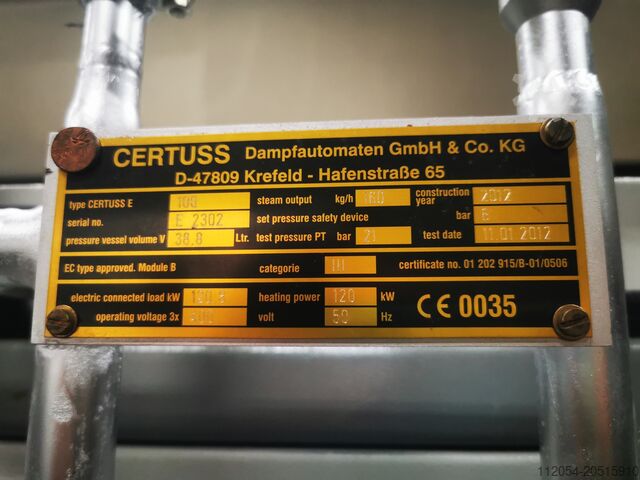 CERTUSS Dampfautomaten GmbH & Co. KG
D-47809 Krefeld - Hafenstraße 65
type CERTUSS E 100 steam output kg/h 160 construction year 2012
serial no. E 2302 set pressure safety device bar 6
pressure vessel volume V 38,8 Ltr. test pressure PT bar 21 test date 11.01 2012
EC type approved. Module B categorie III certificate no. 01 202 915/B-01/0506
electric connected load kW heating power 120 kW
operating voltage 3x volt 50 Hz
CE 0035
112054-20515910